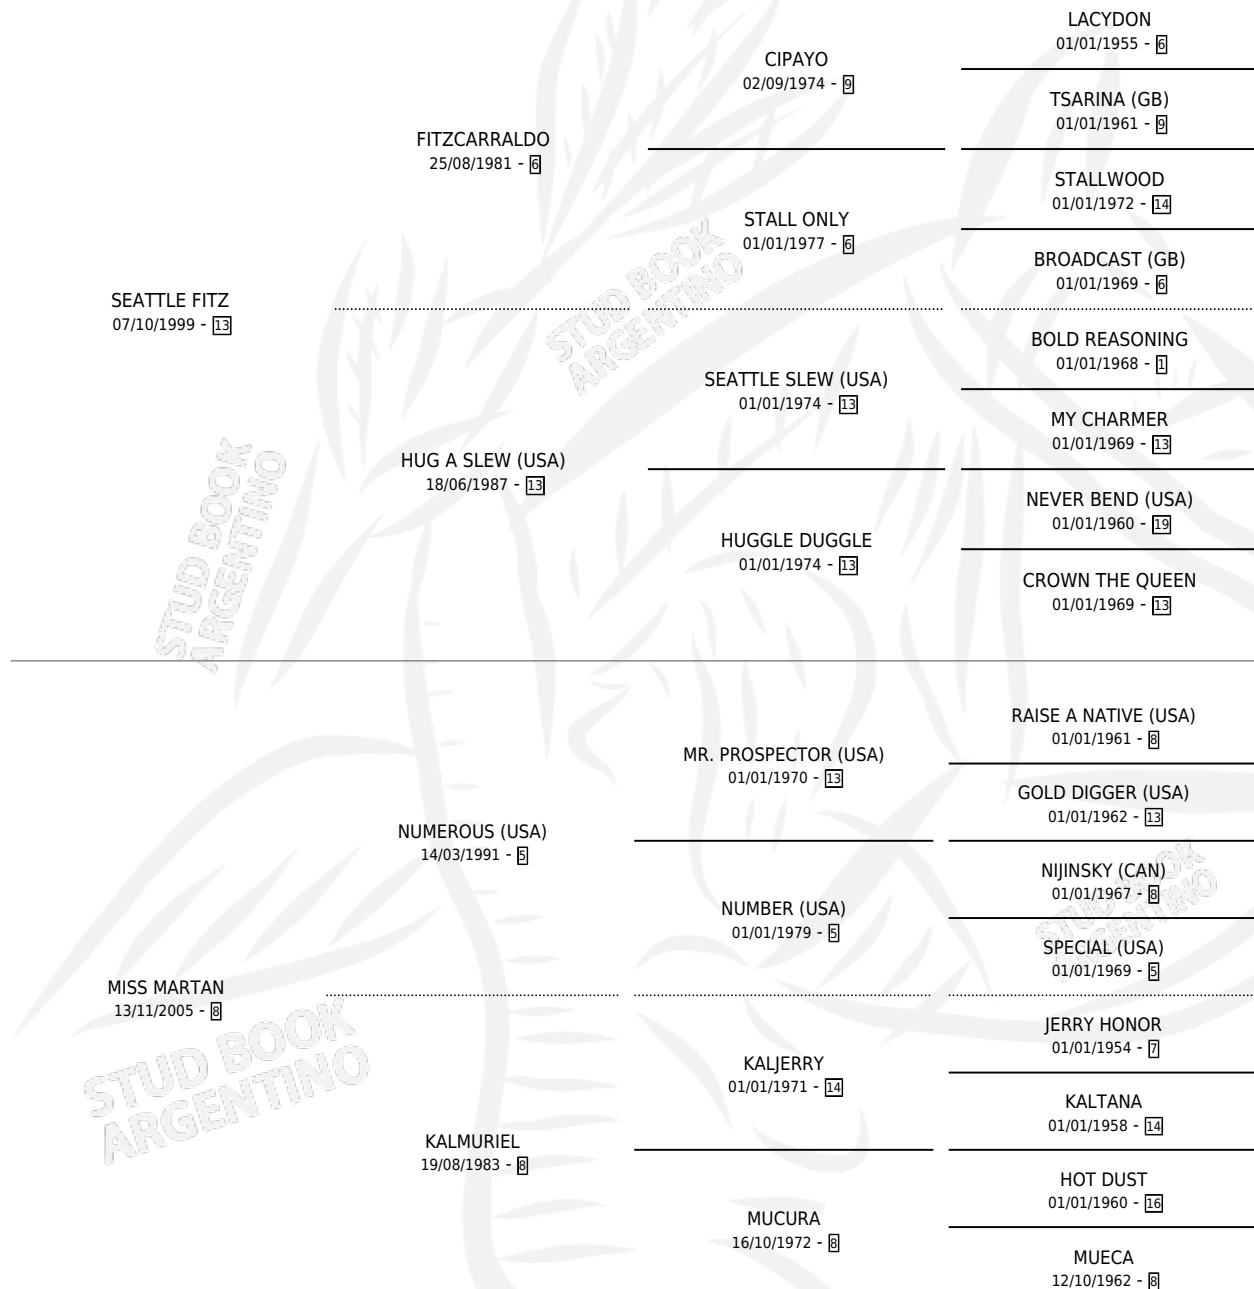 LACYDON
01/01/1955 - 6
CIPAYO
02/09/1974 - 9
TSARINA (GB)
01/01/1961 - 9
FITZCARRALDO
25/08/1981 - 6
STALLWOOD
01/01/1972 - 14
STALL ONLY
01/01/1977 - 6
BROADCAST (GB)
01/01/1969 - 6
SEATTLE FITZ
07/10/1999 - 13
STUD BOOK
ARGENTINO
BOLD REASONING
01/01/1968 - 1
SEATTLE SLEW (USA)
01/01/1974 - 13
MY CHARMER
01/01/1969 - 13
HUG A SLEW (USA)
18/06/1987 - 13
NEVER BEND (USA)
01/01/1960 - 19
HUGGLE DUGGLE
01/01/1974 - 13
CROWN THE QUEEN
01/01/1969 - 13
STUD BOOK
ARGENTINO
RAISE A NATIVE (USA)
01/01/1961 - 8
MR. PROSPECTOR (USA)
01/01/1970 - 13
GOLD DIGGER (USA)
01/01/1962 - 13
NUMEROUS (USA)
14/03/1991 - 5
NIJINSKY (CAN)
01/01/1967 - 8
NUMBER (USA)
01/01/1979 - 5
SPECIAL (USA)
01/01/1969 - 5
STUD BOOK
ARGENTINO
MISS MARTAN
13/11/2005 - 8
JERRY HONOR
01/01/1954 - 7
KALJERRY
01/01/1971 - 14
KALTANA
01/01/1958 - 14
STUD BOOK
ARGENTINO
KALMURIEL
19/08/1983 - 8
HOT DUST
01/01/1960 - 16
MUCURA
16/10/1972 - 8
MUECA
12/10/1962 - 8